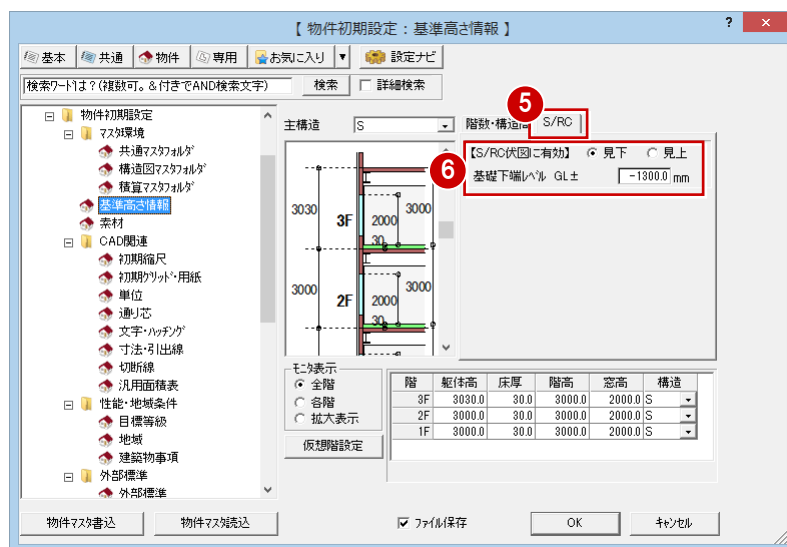 【 物件初期設定：基準高さ情報 】
? ×
基本 共通 物件 専用 お気に入り ▼ 設定ナビ
検索ワードは？(複数可。＆付きでAND検索文字) 検索 詳細検索
物件初期設定
マスタ環境
共通マスタフォルダ
構造図マスタフォルダ
積算マスタフォルダ
基準高さ情報
素材
CAD関連
初期縮尺
初期グリッド・用紙
単位
通り芯
文字・ハッチング
寸法・引出線
切断線
汎用面積表
性能・地域条件
目標等級
地域
建築物事項
外部標準
外部標準
主構造 S
3030 3F 2000 3000
30
3000 2F 2000 3000
30
モニタ表示
全階
各階
拡大表示
仮想階設定
5
階数・構造高 S/RC
6
【S/RC伏図に有効】 見下 見上
基礎下端レベル GL± -1300.0 mm
階 躯体高 床厚 階高 窓高 構造
3F 3030.0 30.0 3000.0 2000.0 S
2F 3000.0 30.0 3000.0 2000.0 S
1F 3000.0 30.0 3000.0 2000.0 S
物件マスタ書込 物件マスタ読込 ファイル保存 OK キャンセル